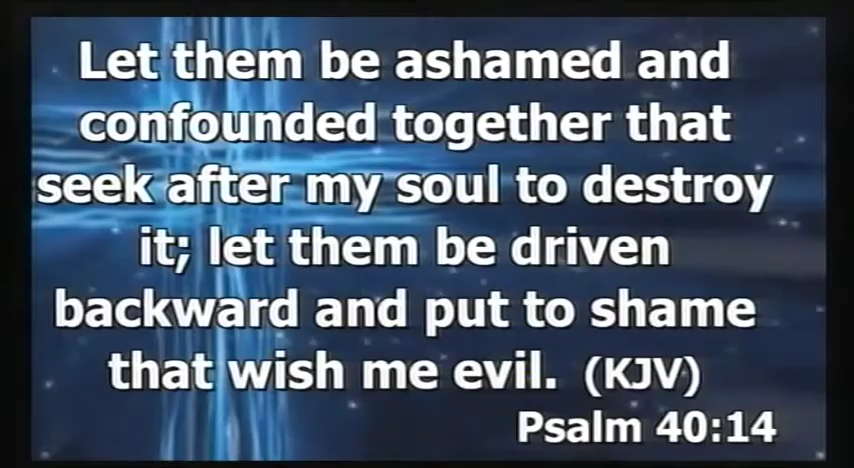 Let them be ashamed and
confounded together that
seek after my soul to destroy
it; let them be driven
backward and put to shame
that wish me evil. (KJV)
Psalm 40:14